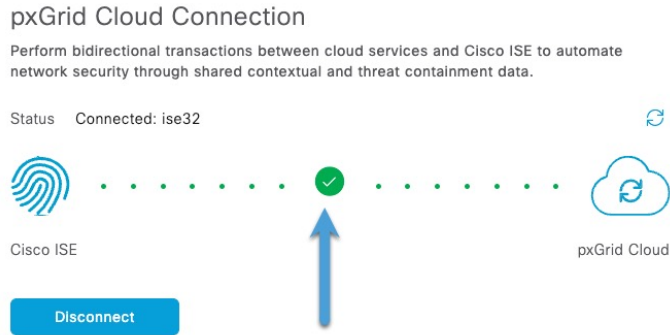 pxGrid Cloud Connection
Perform bidirectional transactions between cloud services and Cisco ISE to automate
network security through shared contextual and threat containment data.
Status Connected: ise32
Cisco ISE pxGrid Cloud
Disconnect